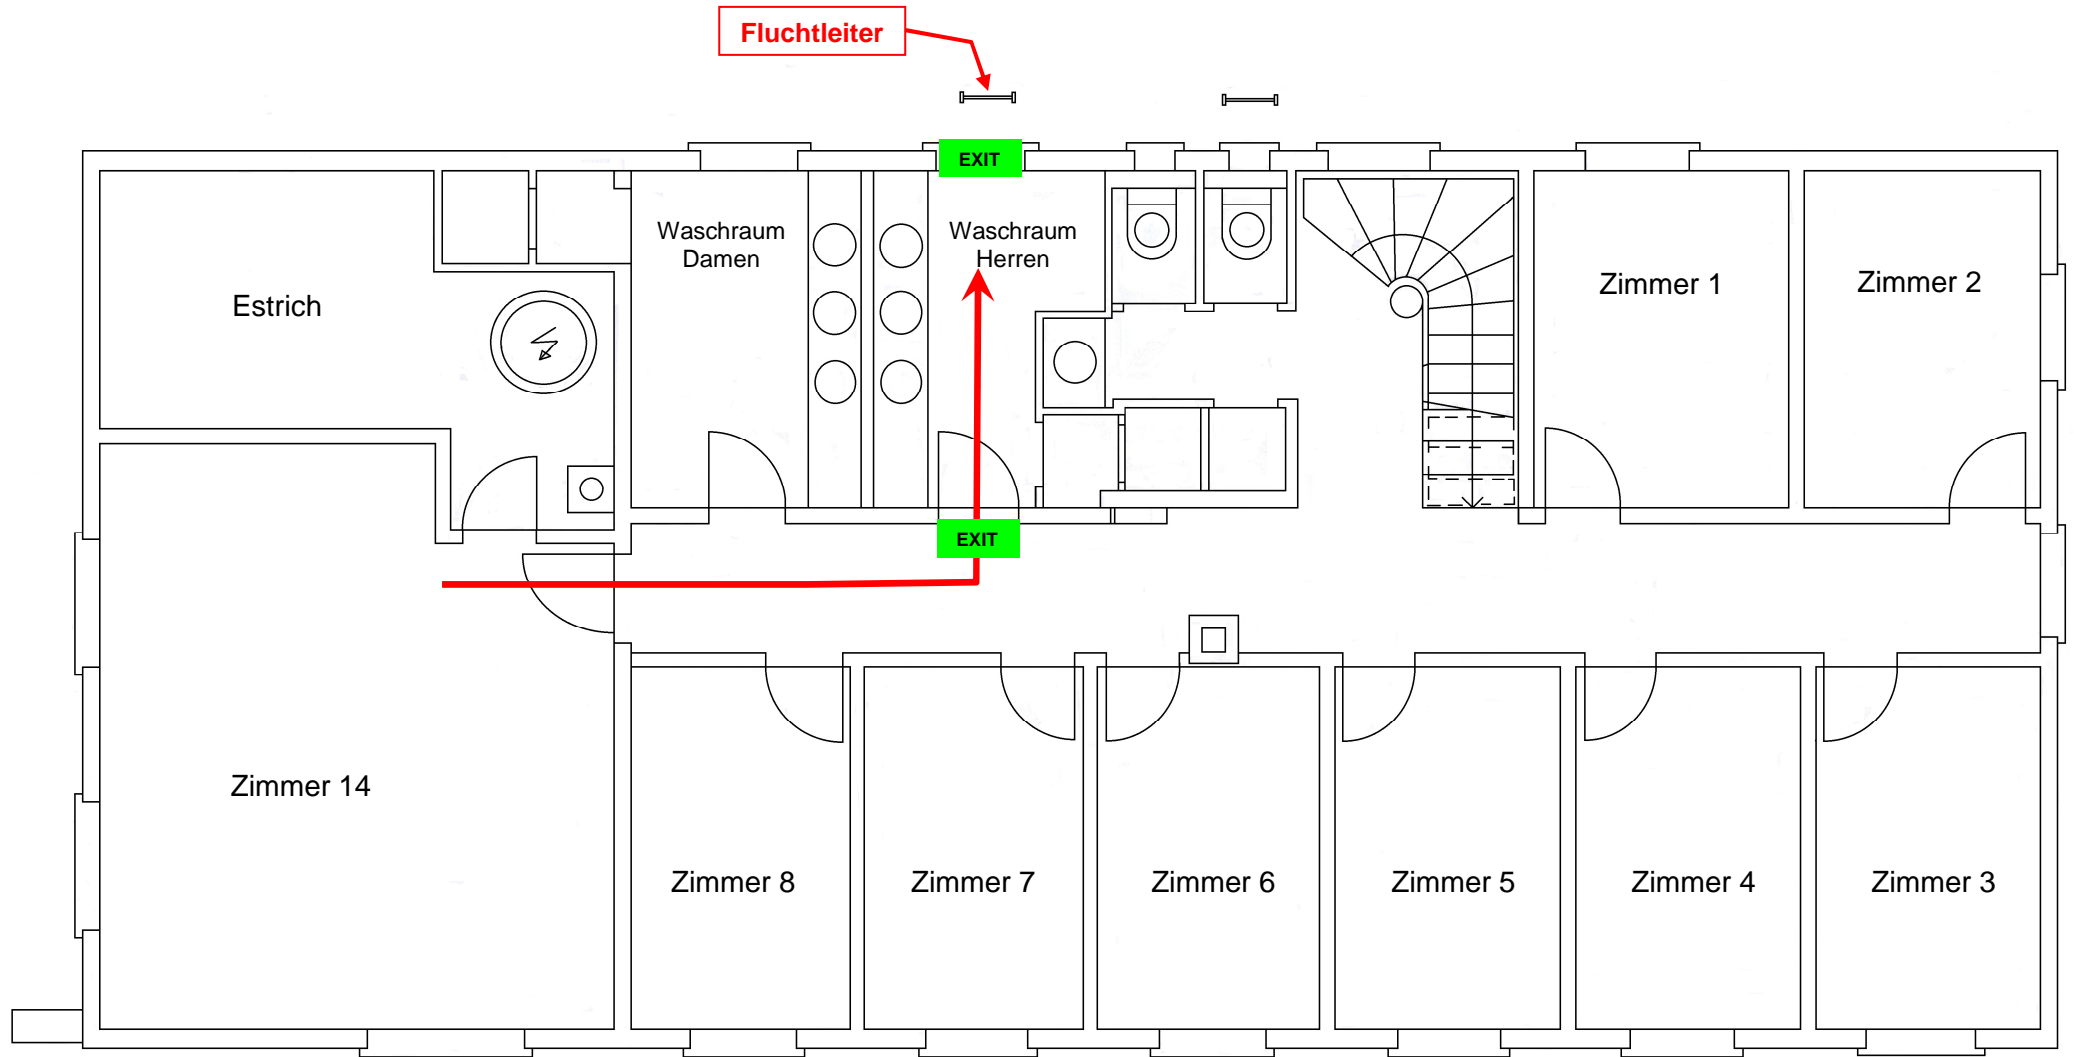 Fluchtleiter
EXIT
Waschraum
Damen
Waschraum
Herren
Estrich
Zimmer 1
Zimmer 2
EXIT
Zimmer 14
Zimmer 8
Zimmer 7
Zimmer 6
Zimmer 5
Zimmer 4
Zimmer 3